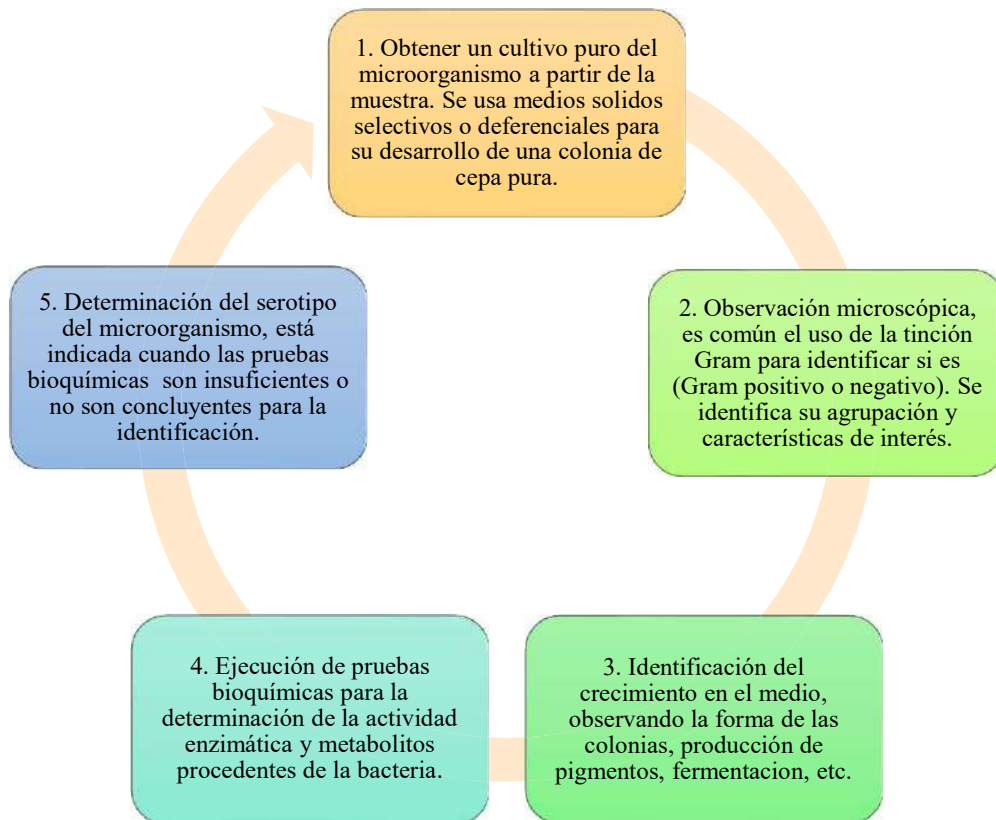 1. Obtener un cultivo puro del
microorganismo a partir de la
muestra. Se usa medios solidos
selectivos o deferenciales para
su desarrollo de una colonia de
cepa pura.
2. Observación microscópica,
es común el uso de la tinción
Gram para identificar si es
(Gram positivo o negativo). Se
identifica su agrupación y
características de interés.
3. Identificación del
crecimiento en el medio,
observando la forma de las
colonias, producción de
pigmentos, fermentacion, etc.
4. Ejecución de pruebas
bioquímicas para la
determinación de la actividad
enzimática y metabolitos
procedentes de la bacteria.
5. Determinación del serotipo
del microorganismo, está
indicada cuando las pruebas
bioquímicas son insuficientes o
no son concluyentes para la
identificación.